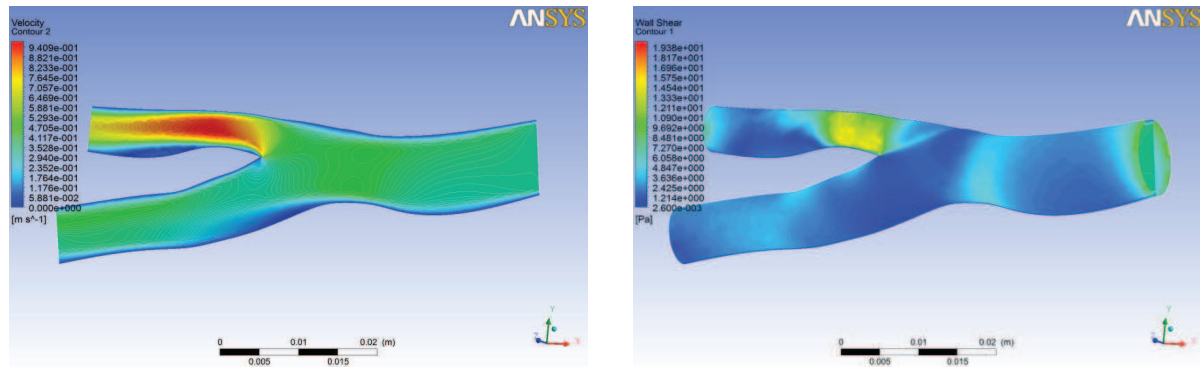 Velocity
Contour 2
ANSYS
9.409e-001
8.821e-001
8.233e-001
7.645e-001
7.057e-001
6.469e-001
5.881e-001
5.293e-001
4.705e-001
4.117e-001
3.528e-001
2.940e-001
2.352e-001
1.764e-001
1.176e-001
5.881e-002
0.000e+000
[m s^-1]
0 0.01 0.02 (m)
0.005 0.015
Y
X
Z
Wall Shear
Contour 1
ANSYS
1.938e+001
1.817e+001
1.696e+001
1.575e+001
1.454e+001
1.333e+001
1.211e+001
1.090e+001
9.692e+000
8.481e+000
7.270e+000
6.058e+000
4.847e+000
3.636e+000
2.425e+000
1.214e+000
2.600e-003
[Pa]
0 0.01 0.02 (m)
0.005 0.015
Y
X
Z